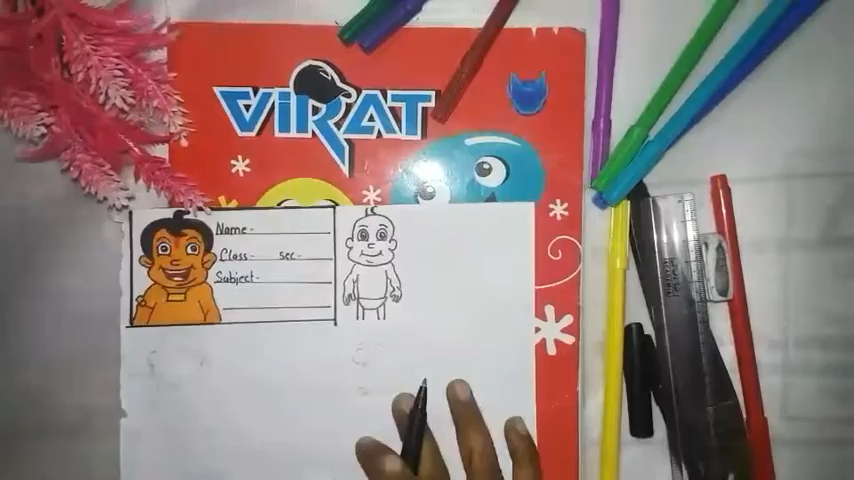 VIRAT
Name-
Class- sec-
Subject-